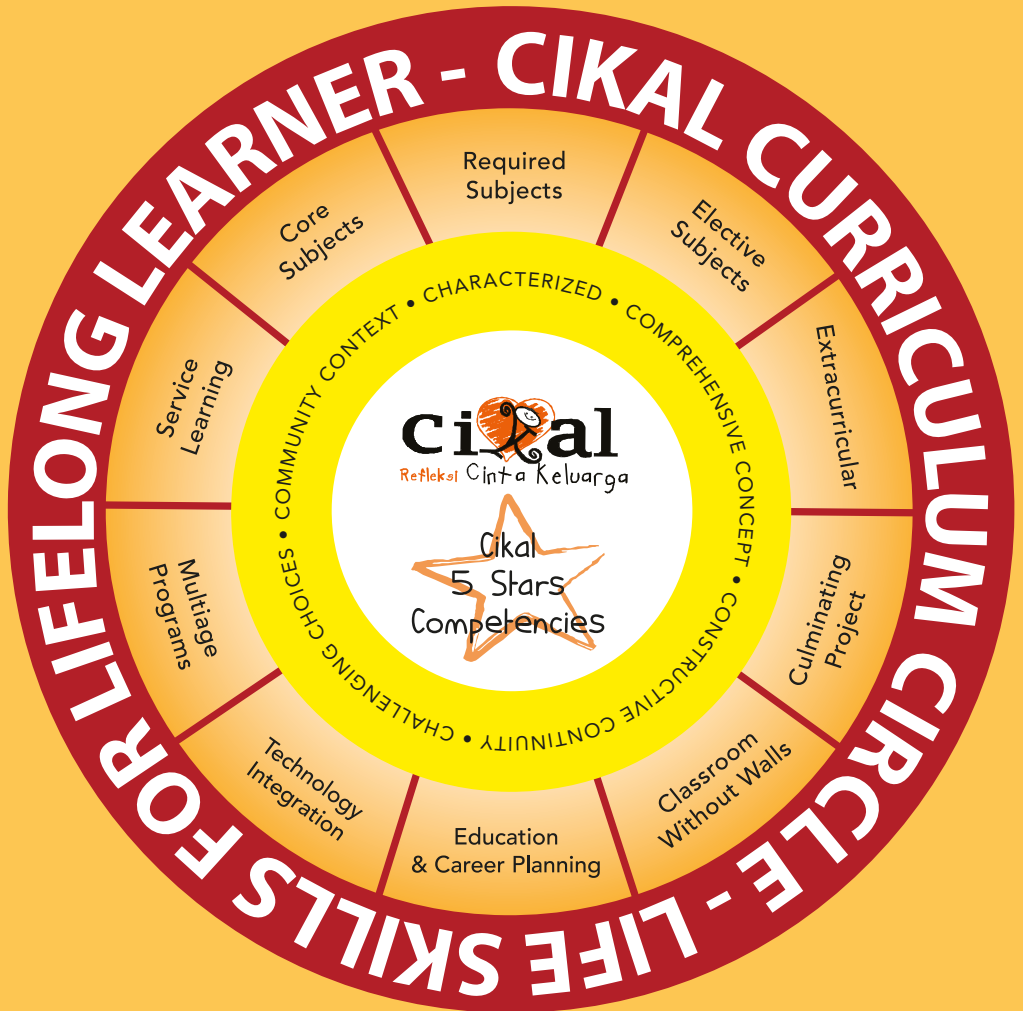 CIKAL CURRICULUM CIRCLE - LIFE SKILLS FOR LIFELONG LEARNER -
Required
Subjects
Elective
Subjects
Extracurricular
Culminating
Project
Classroom
Without Walls
Education
& Career Planning
Technology
Integration
Multiage
Programs
Service
Learning
Core
Subjects
CHARACTERIZED • COMPREHENSIVE CONCEPT • CONSTRUCTIVE CONTINUITY • CHALLENGING CHOICES • COMMUNITY CONTEXT •
cikal
Refleksi Cinta Keluarga
Cikal
5 Stars
Competencies